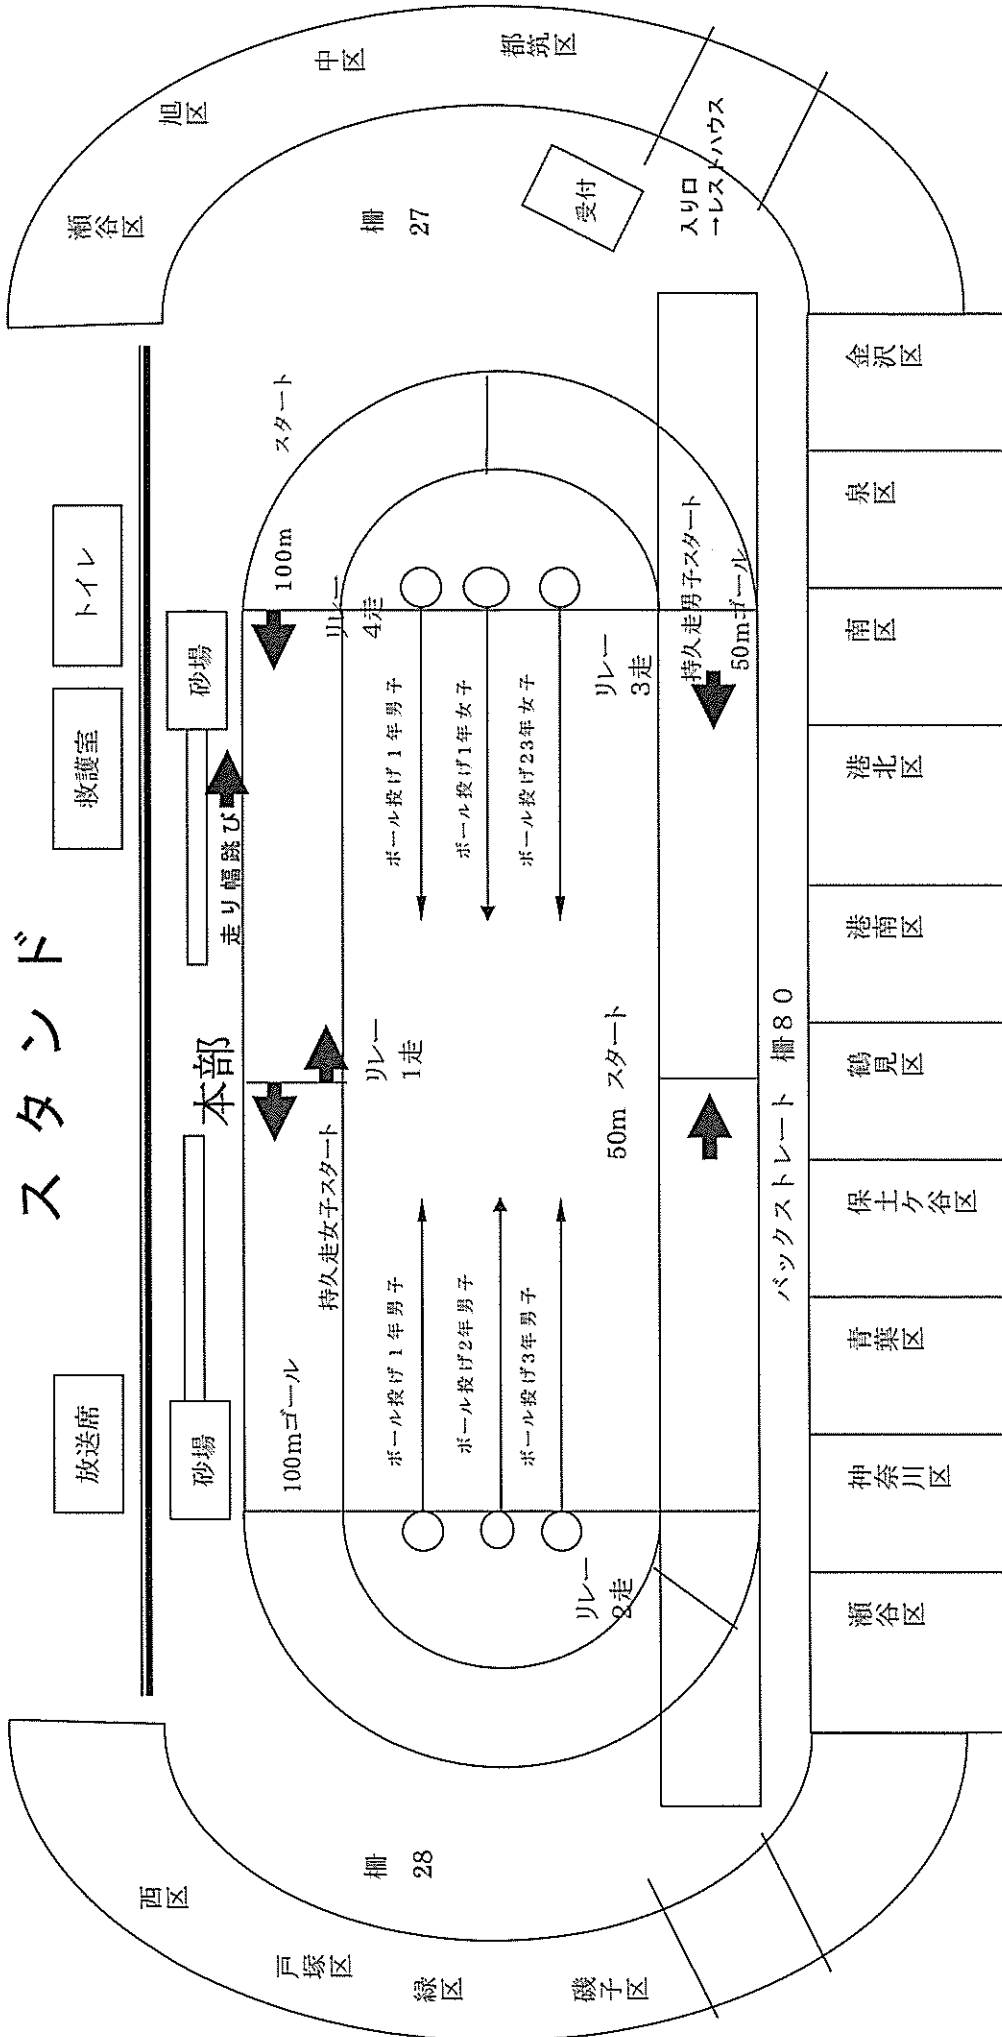 スタンド
放送席
救護室
トイレ
砂場
砂場
本部
走り幅跳び
瀬谷区
旭区
中区
都筑区
西区
戸塚区
緑区
磯子区
柵
28
柵
27
受付
入り口
→レストハウス
100mゴール
持久走女子スタート
リレー
1走
100m
スタート
リレー
4走
ボール投げ1年男子
ボール投げ2年男子
ボール投げ3年男子
ボール投げ1年男子
ボール投げ1年女子
ボール投げ23年女子
リレー
2走
50m スタート
リレー
3走
持久走男子スタート
50mゴール
バックストレート 柵80
瀬谷区
神奈川区
青葉区
保土ケ谷区
鶴見区
港南区
港北区
南区
泉区
金沢区